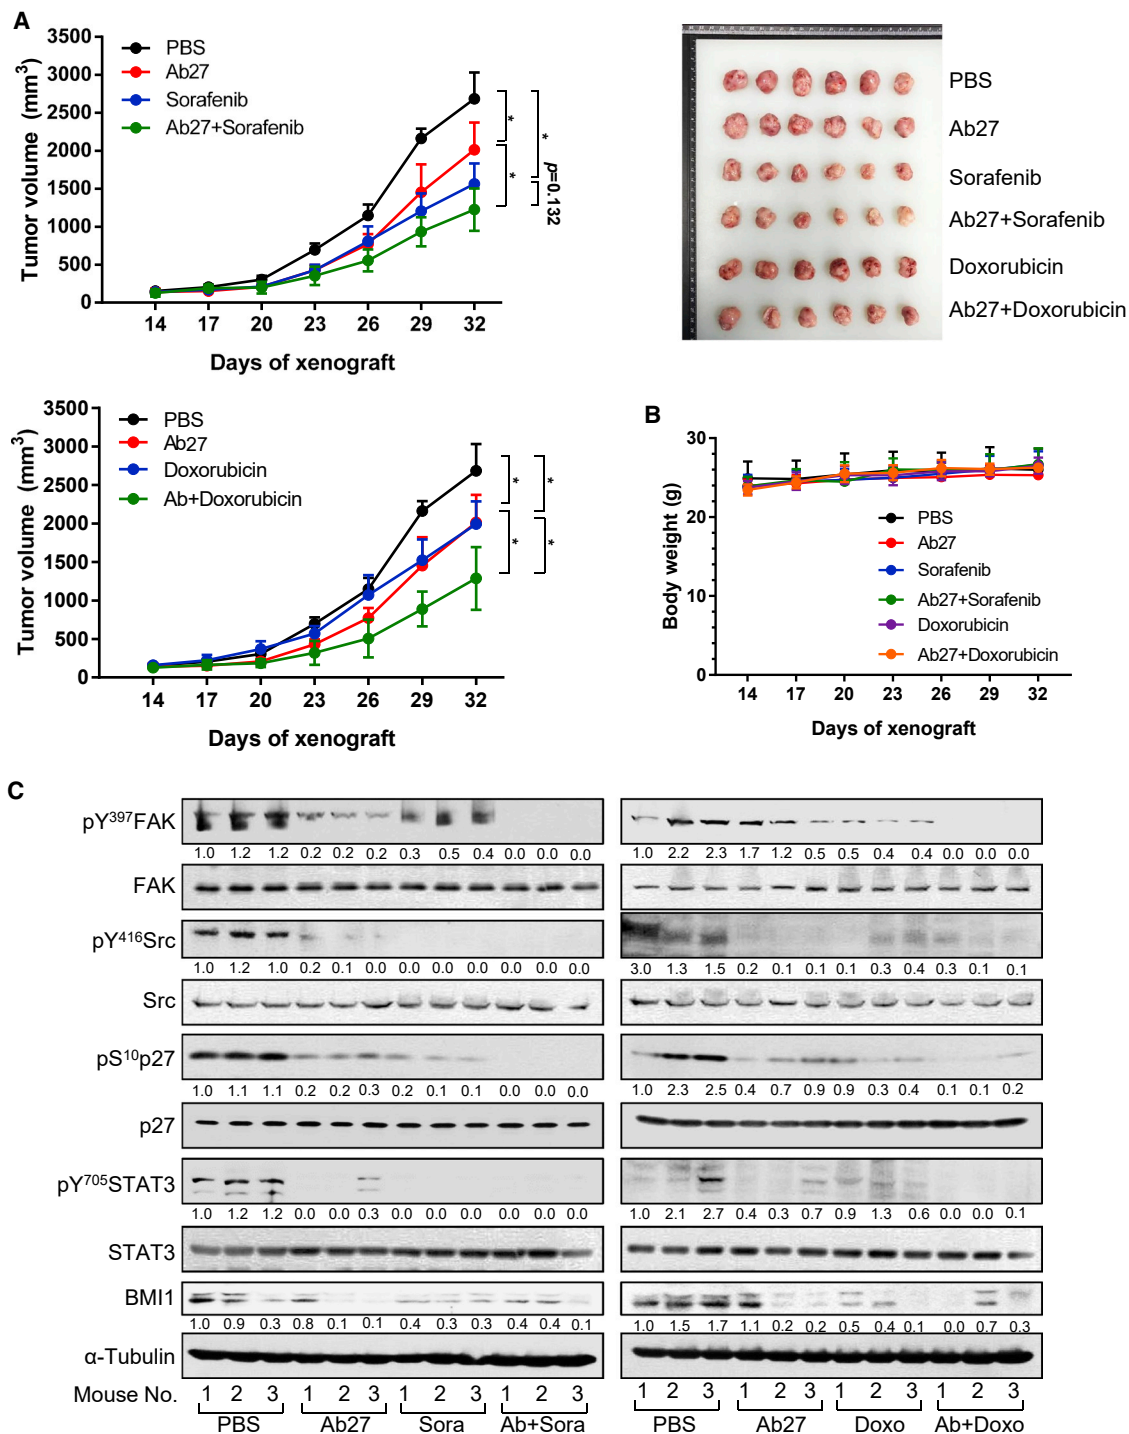 A
3500
3000
2500
2000
1500
1000
500
0
Tumor volume (mm³)
PBS
Ab27
Sorafenib
Ab27+Sorafenib
*
*
*
p=0.132
14 17 20 23 26 29 32
Days of xenograft
PBS
Ab27
Sorafenib
Ab27+Sorafenib
Doxorubicin
Ab27+Doxorubicin
3500
3000
2500
2000
1500
1000
500
0
Tumor volume (mm³)
PBS
Ab27
Doxorubicin
Ab+Doxorubicin
* *
* *
14 17 20 23 26 29 32
Days of xenograft
B
30
20
10
0
Body weight (g)
PBS
Ab27
Sorafenib
Ab27+Sorafenib
Doxorubicin
Ab27+Doxorubicin
14 17 20 23 26 29 32
Days of xenograft
C
pY³⁹⁷FAK
1.0 1.2 1.2 0.2 0.2 0.2 0.3 0.5 0.4 0.0 0.0 0.0
1.0 2.2 2.3 1.7 1.2 0.5 0.5 0.4 0.4 0.0 0.0 0.0
FAK
pY⁴¹⁶Src
1.0 1.2 1.0 0.2 0.1 0.0 0.0 0.0 0.0 0.0 0.0 0.0
3.0 1.3 1.5 0.2 0.1 0.1 0.1 0.3 0.4 0.3 0.1 0.1
Src
pS¹⁰p27
1.0 1.1 1.1 0.2 0.2 0.3 0.2 0.1 0.1 0.0 0.0 0.0
1.0 2.3 2.5 0.4 0.7 0.9 0.9 0.3 0.4 0.1 0.1 0.2
p27
pY⁷⁰⁵STAT3
1.0 1.2 1.2 0.0 0.0 0.3 0.0 0.0 0.0 0.0 0.0 0.0
1.0 2.1 2.7 0.4 0.3 0.7 0.9 1.3 0.6 0.0 0.0 0.1
STAT3
BMI1
1.0 0.9 0.3 0.8 0.1 0.1 0.4 0.3 0.3 0.4 0.4 0.1
1.0 1.5 1.7 1.1 0.2 0.2 0.5 0.4 0.1 0.0 0.7 0.3
α-Tubulin
Mouse No. 1 2 3 1 2 3 1 2 3 1 2 3
1 2 3 1 2 3 1 2 3 1 2 3
PBS Ab27 Sora Ab+Sora
PBS Ab27 Doxo Ab+Doxo